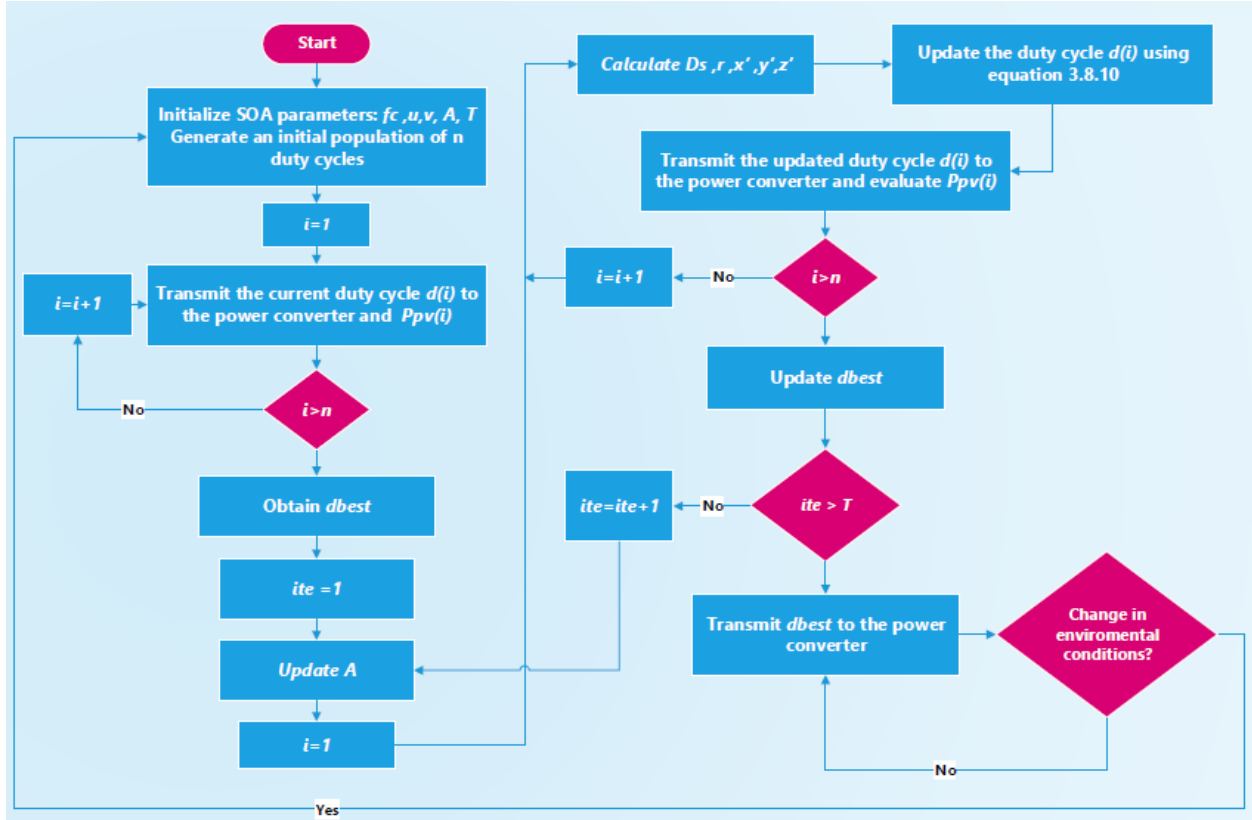 Start
Initialize SOA parameters: fc ,u,v, A, T
Generate an initial population of n
duty cycles
i=1
i=i+1
Transmit the current duty cycle d(i) to
the power converter and Ppv(i)
i>n
No
Obtain dbest
ite =1
Update A
i=1
Calculate Ds ,r ,x′ ,y′,z′
Update the duty cycle d(i) using
equation 3.8.10
Transmit the updated duty cycle d(i) to
the power converter and evaluate Ppv(i)
i>n
No
i=i+1
Update dbest
ite > T
No
ite=ite+1
Transmit dbest to the power
converter
Change in
enviromental
conditions?
No
Yes